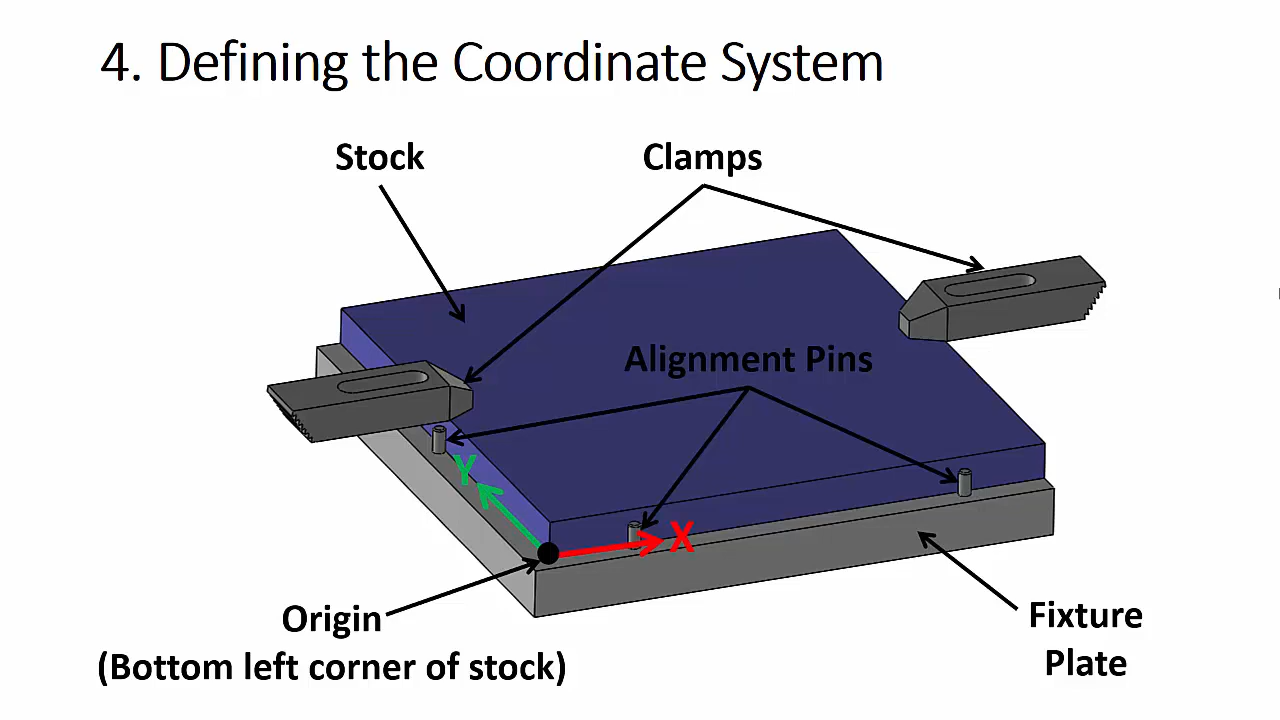 4. Defining the Coordinate System
Stock
Clamps
Alignment Pins
Y
X
Origin
(Bottom left corner of stock)
Fixture
Plate